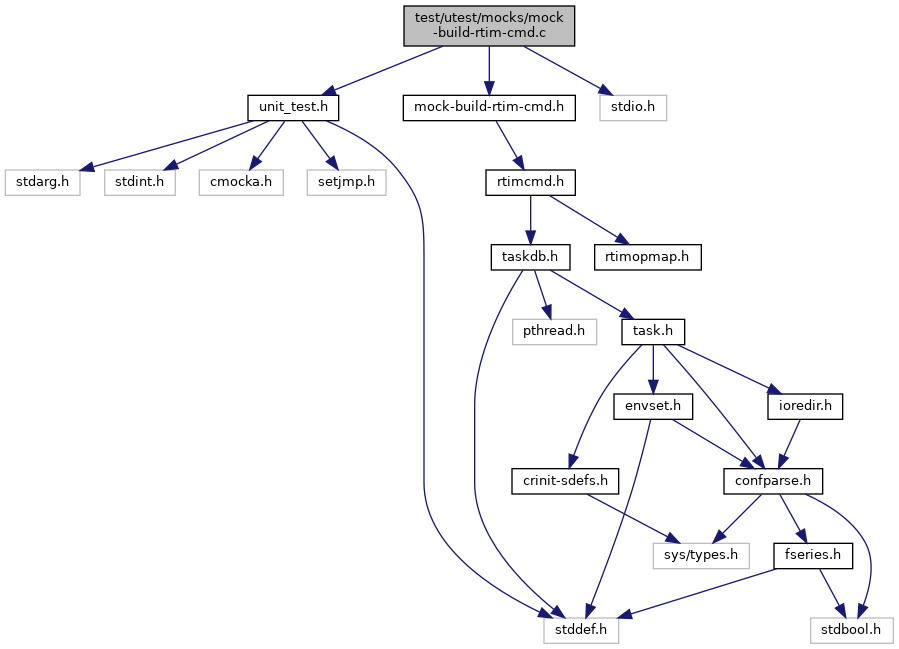 test/utest/mocks/mock
-build-rtim-cmd.c
unit_test.h
mock-build-rtim-cmd.h
stdio.h
stdarg.h
stdint.h
cmocka.h
setjmp.h
rtimcmd.h
taskdb.h
rtimopmap.h
pthread.h
task.h
envset.h
ioredir.h
crinit-sdefs.h
confparse.h
sys/types.h
fseries.h
stddef.h
stdbool.h